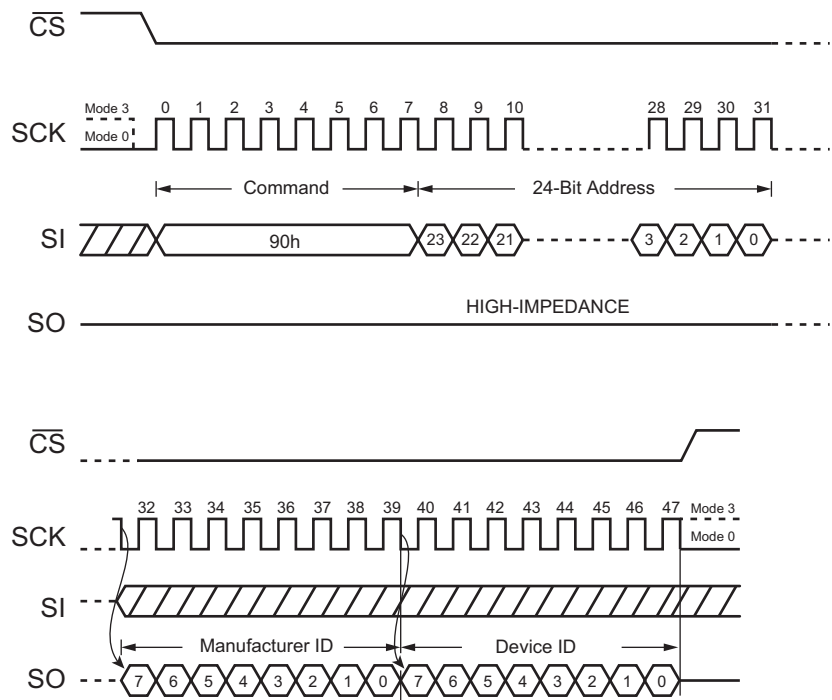 CS
Mode 3 0 1 2 3 4 5 6 7 8 9 10 28 29 30 31
SCK
Mode 0
Command 24-Bit Address
SI 90h 23 22 21 3 2 1 0
HIGH-IMPEDANCE
SO
CS
32 33 34 35 36 37 38 39 40 41 42 43 44 45 46 47 Mode 3
SCK Mode 0
SI
Manufacturer ID Device ID
SO 7 6 5 4 3 2 1 0 7 6 5 4 3 2 1 0